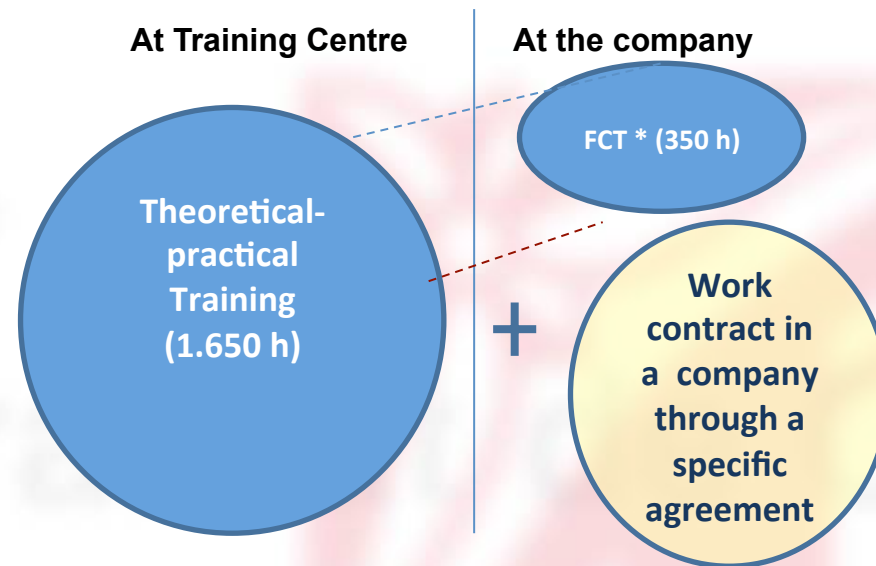 At Training Centre
At the company
FCT * (350 h)
Theoretical-
practical
Training
(1.650 h)
+
Work
contract in
a company
through a
specific
agreement